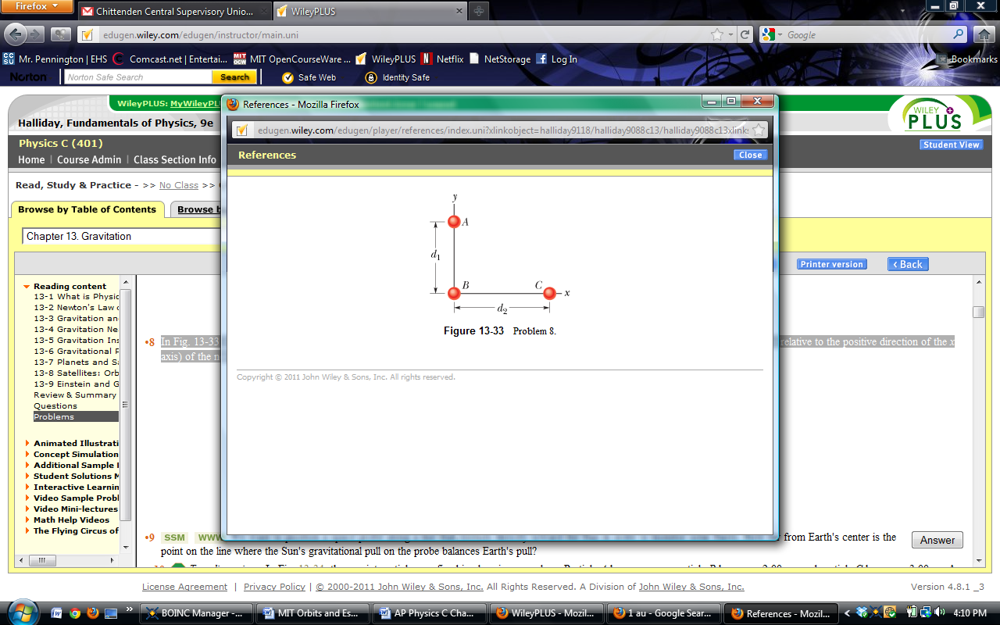 Firefox
Chittenden Central Supervisory Unio...
WileyPLUS
edugen.wiley.com/edugen/instructor/main.uni
Google
CC SU Mr. Pennington | EHS
Comcast.net | Entertai...
MIT OCW MIT OpenCourseWare ...
WileyPLUS
N Netflix
NetStorage
f Log In
Bookmarks
Norton
Norton Safe Search
Search
Safe Web
Identity Safe
WileyPLUS: MyWileyPL
Halliday, Fundamentals of Physics, 9e
WILEY PLUS
Physics C (401)
Student View
Home | Course Admin | Class Section Info
Read, Study & Practice - >> No Class >>
Browse by Table of Contents
Browse b
Chapter 13. Gravitation
Printer version
‹ Back
Reading content
13-1 What is Physic
13-2 Newton's Law
13-3 Gravitation an
13-4 Gravitation Ne
13-5 Gravitation Ins
13-6 Gravitational P
13-7 Planets and Sa
13-8 Satellites: Orb
13-9 Einstein and G
Review & Summary
Questions
Problems
Animated Illustrati
Concept Simulation
Additional Sample
Student Solutions M
Interactive Learnin
Video Sample Probl
Video Mini-lectures
Math Help Videos
The Flying Circus of
References - Mozilla Firefox
edugen.wiley.com/edugen/player/references/index.uni?xlinkobject=halliday9118/halliday9088c13/halliday9088c13xlinks
References
Close
y
A
d1
B
C
x
d2
Figure 13-33 Problem 8.
Copyright © 2011 John Wiley & Sons, Inc. All rights reserved.
•8 In Fig. 13-33 relative to the positive direction of the x
axis) of the n
•9 SSM WWW from Earth's center is the
point on the line where the Sun's gravitational pull on the probe balances Earth's pull?
Answer
License Agreement | Privacy Policy | © 2000-2011 John Wiley & Sons, Inc. All Rights Reserved. A Division of John Wiley & Sons, Inc.
Version 4.8.1 _3
BOINC Manager -...
MIT Orbits and Es...
AP Physics C Cha...
WileyPLUS - Mozil...
1 au - Google Sear...
References - Mozil...
4:10 PM